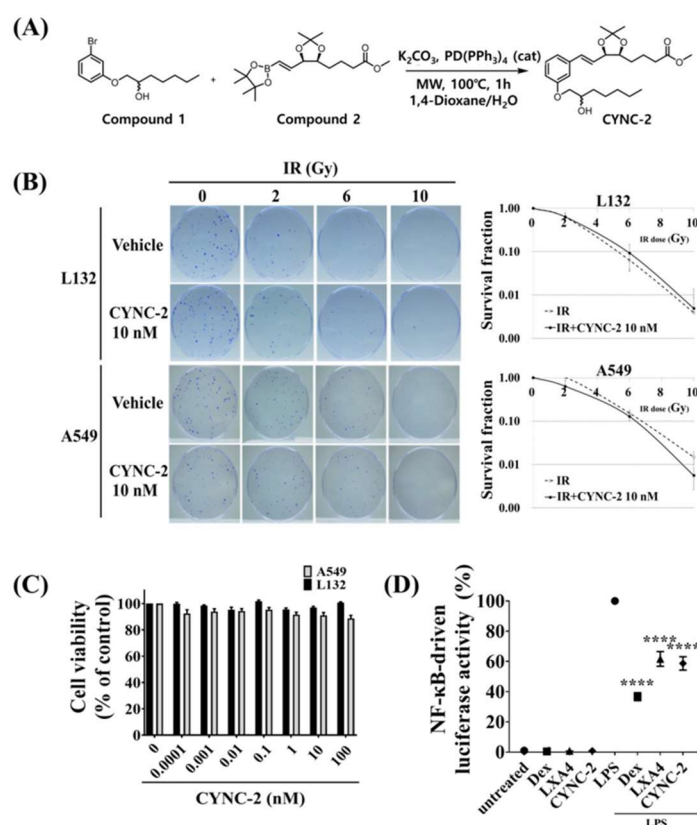 (A)
Br
O
OH
Compound 1
+
O
O
B
O
O
O
O
Compound 2
K2CO3, PD(PPh3)4 (cat)
MW, 100℃, 1h
1,4-Dioxane/H2O
O
O
O
O
O
OH
CYNC-2
(B)
IR (Gy)
0 2 6 10
L132
Vehicle
CYNC-2
10 nM
A549
Vehicle
CYNC-2
10 nM
L132
Survival fraction
1.00
0.10
0.01
0.00
0 2 4 6 8 10
IR dose (Gy)
IR
IR+CYNC-2 10 nM
A549
Survival fraction
1.00
0.10
0.01
0.00
0 2 4 6 8 10
IR dose (Gy)
IR
IR+CYNC-2 10 nM
(C)
A549
L132
Cell viability
(% of control)
100
80
60
40
20
0
0 0.0001 0.001 0.01 0.1 1 10 100
CYNC-2 (nM)
(D)
NF-κB-driven
luciferase activity (%)
100
80
60
40
20
0
****
****
****
untreated Dex LXA4 CYNC-2 LPS Dex LXA4 CYNC-2
LPS